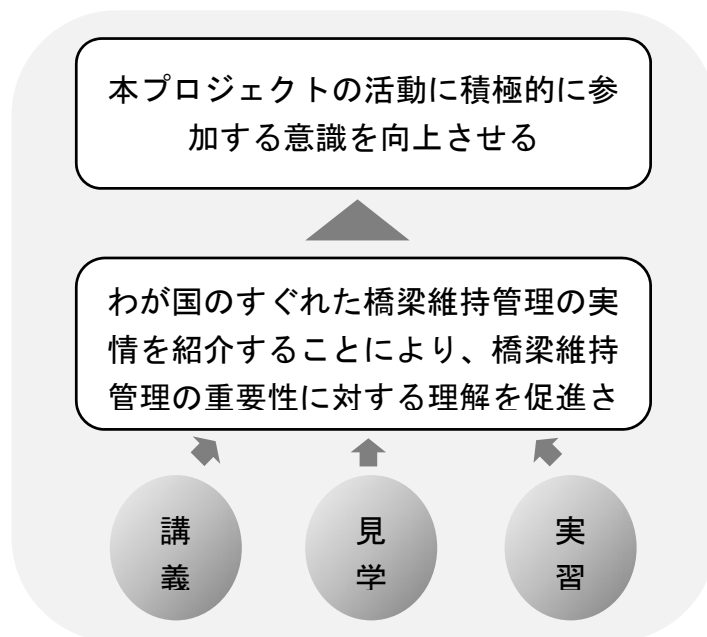 本プロジェクトの活動に積極的に参
加する意識を向上させる
わが国のすぐれた橋梁維持管理の実
情を紹介することにより、橋梁維持
管理の重要性に対する理解を促進さ
講
義
見
学
実
習